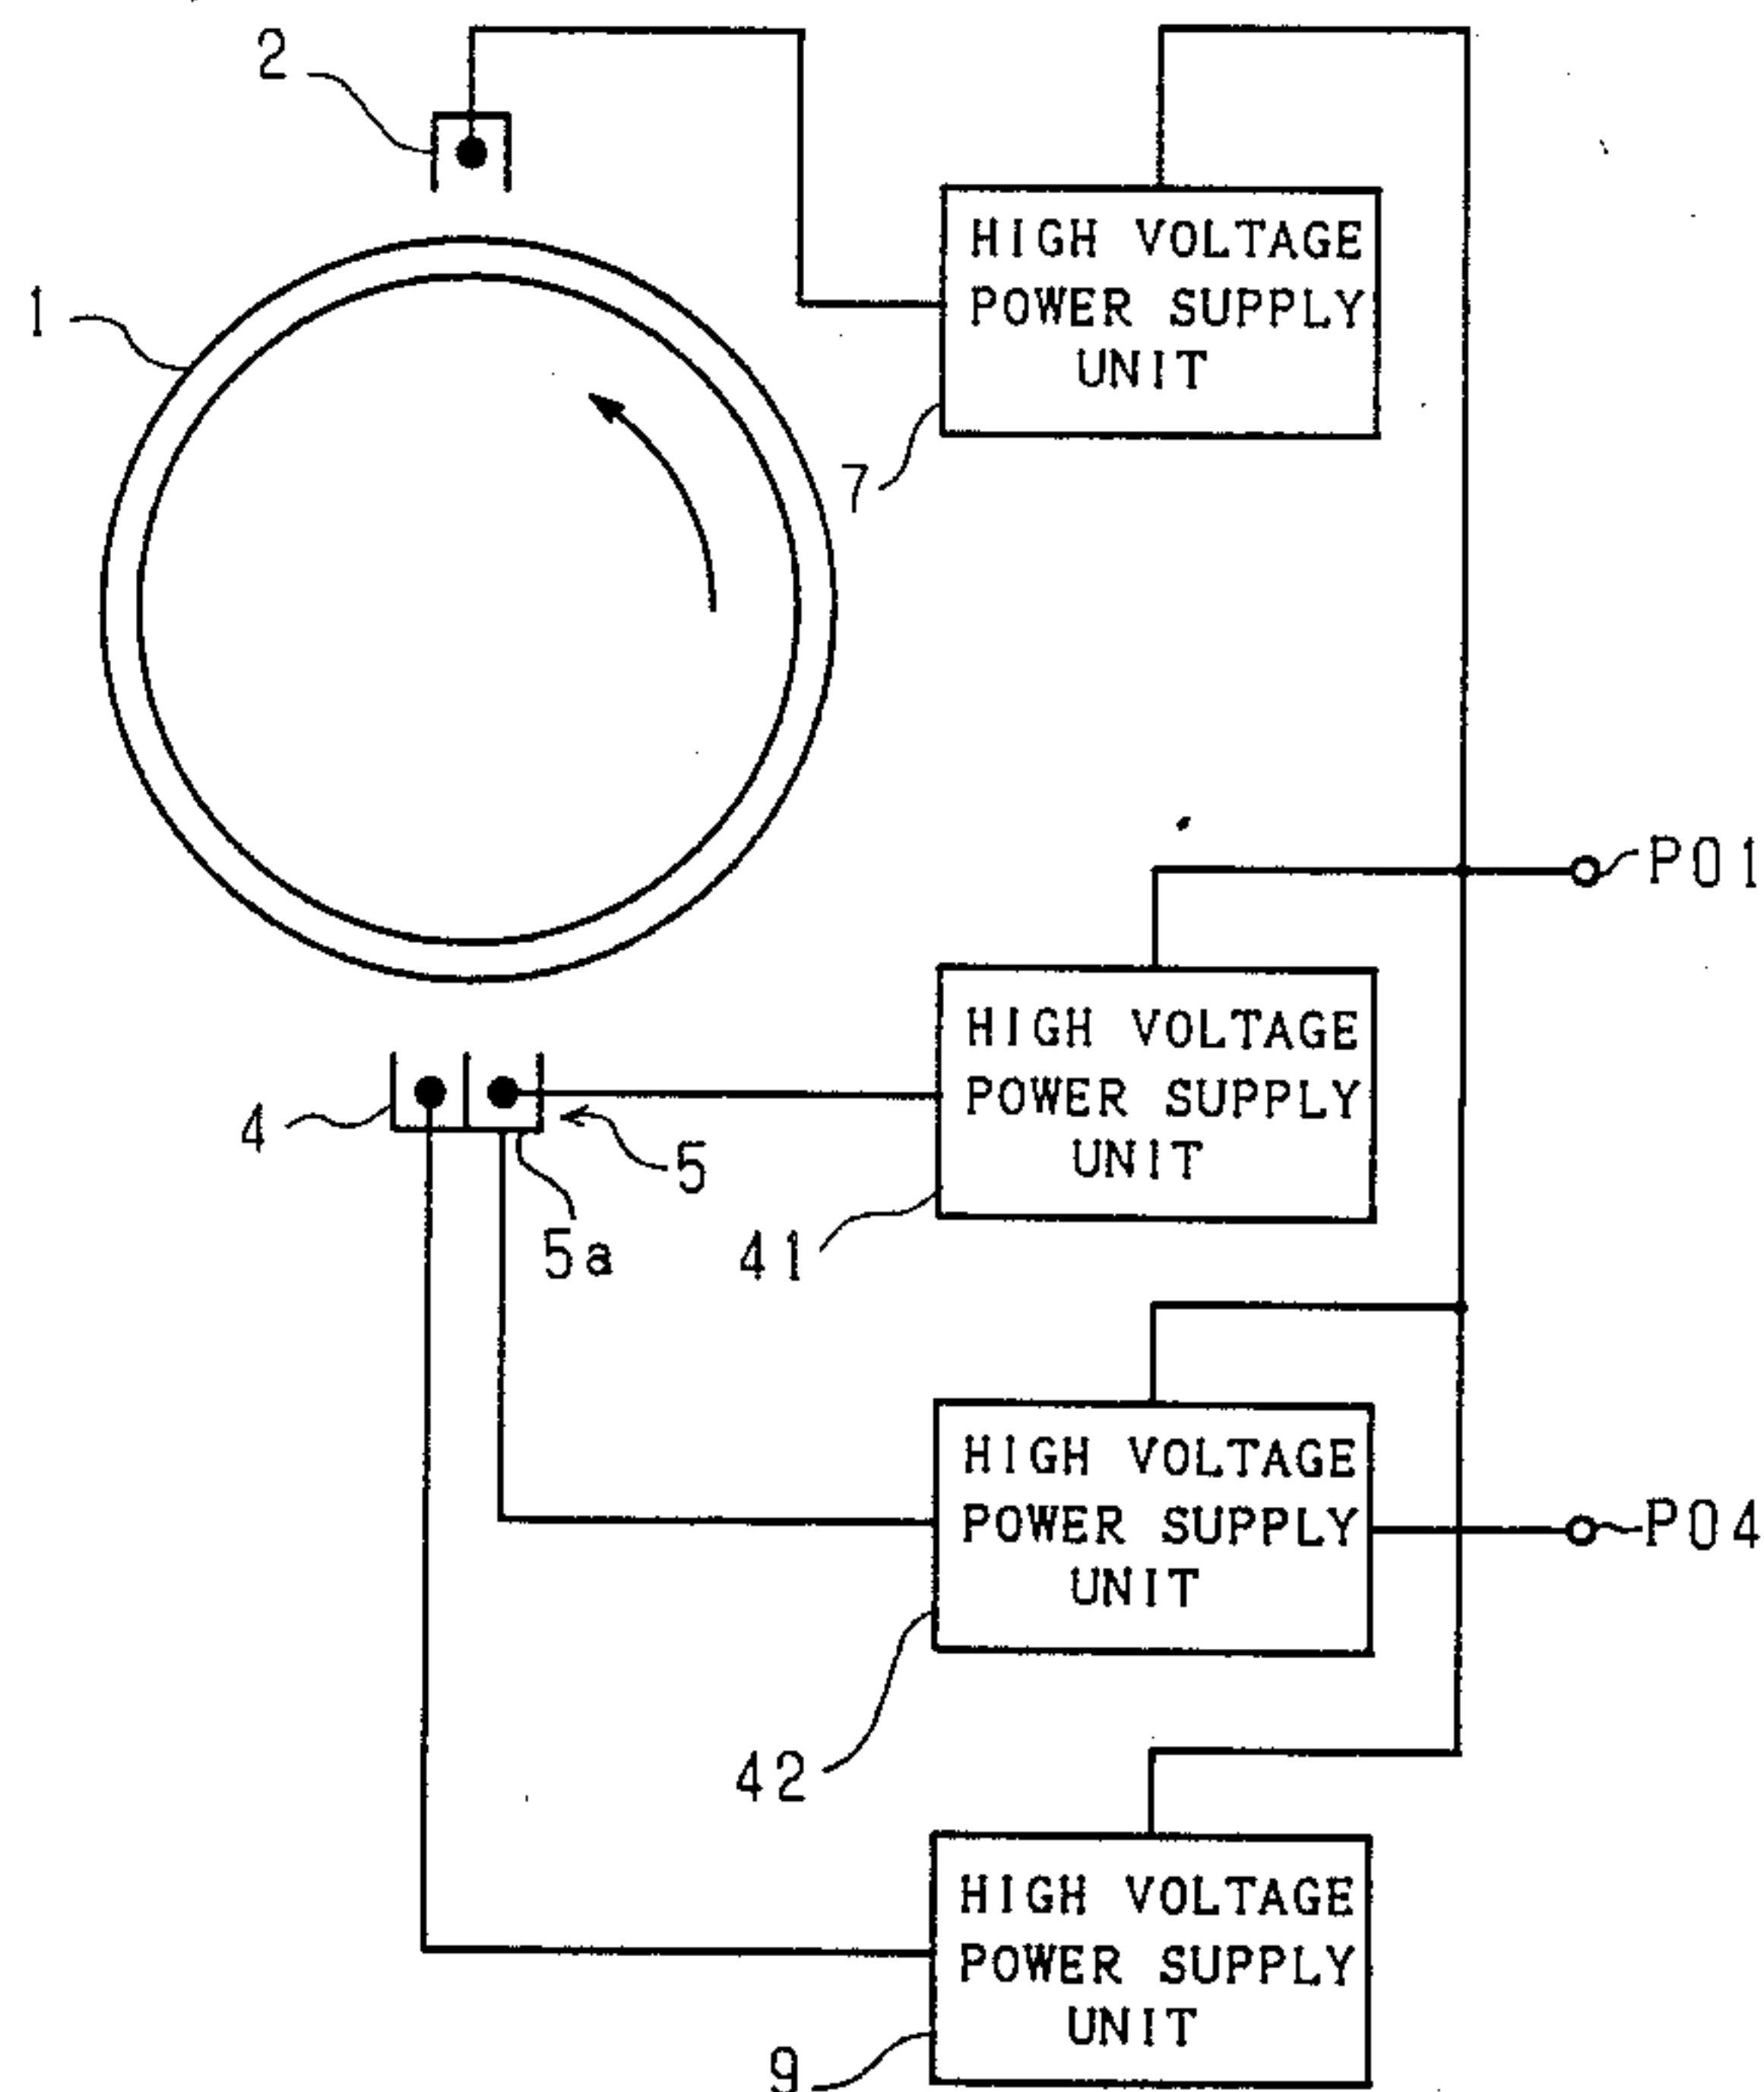 2
HIGH VOLTAGE
POWER SUPPLY
UNIT
1
7
P01
HIGH VOLTAGE
POWER SUPPLY
UNIT
4
5
5a
41
HIGH VOLTAGE
POWER SUPPLY
UNIT
P04
42
HIGH VOLTAGE
POWER SUPPLY
UNIT
9